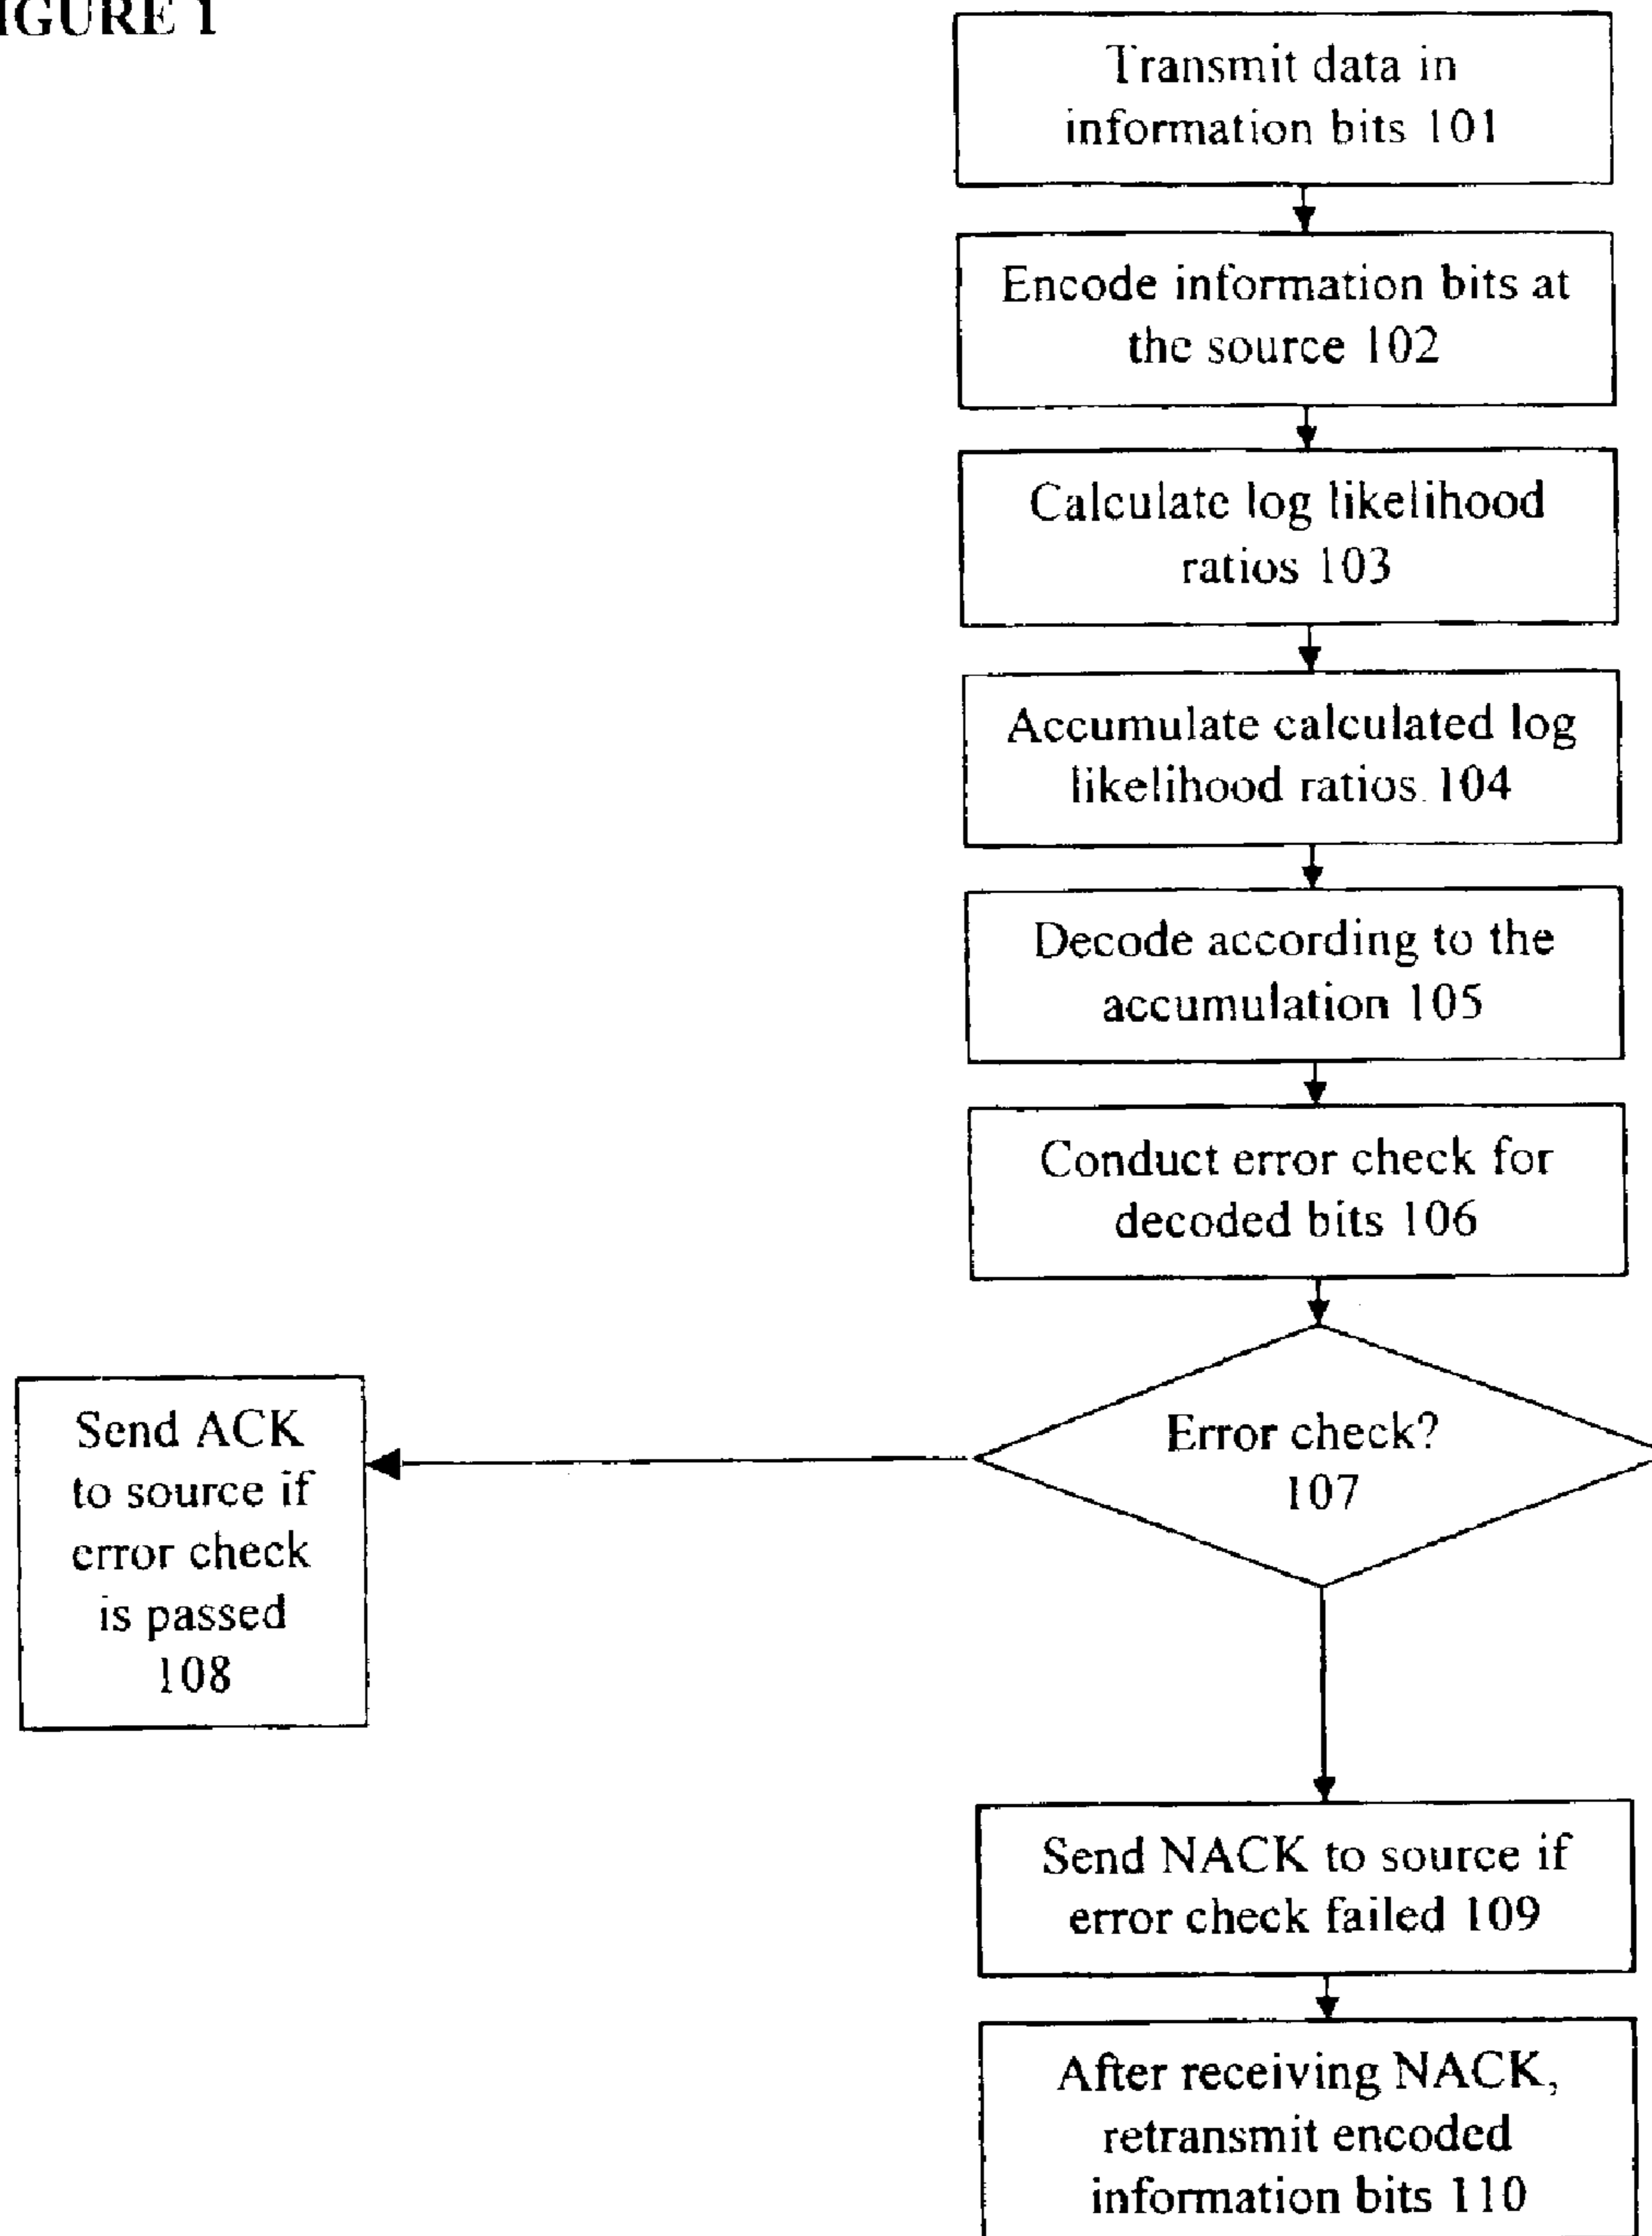 FIGURE 1
Transmit data in
information bits 101
Encode information bits at
the source 102
Calculate log likelihood
ratios 103
Accumulate calculated log
likelihood ratios 104
Decode according to the
accumulation 105
Conduct error check for
decoded bits 106
Error check?
107
Send ACK
to source if
error check
is passed
108
Send NACK to source if
error check failed 109
After receiving NACK,
retransmit encoded
information bits 110